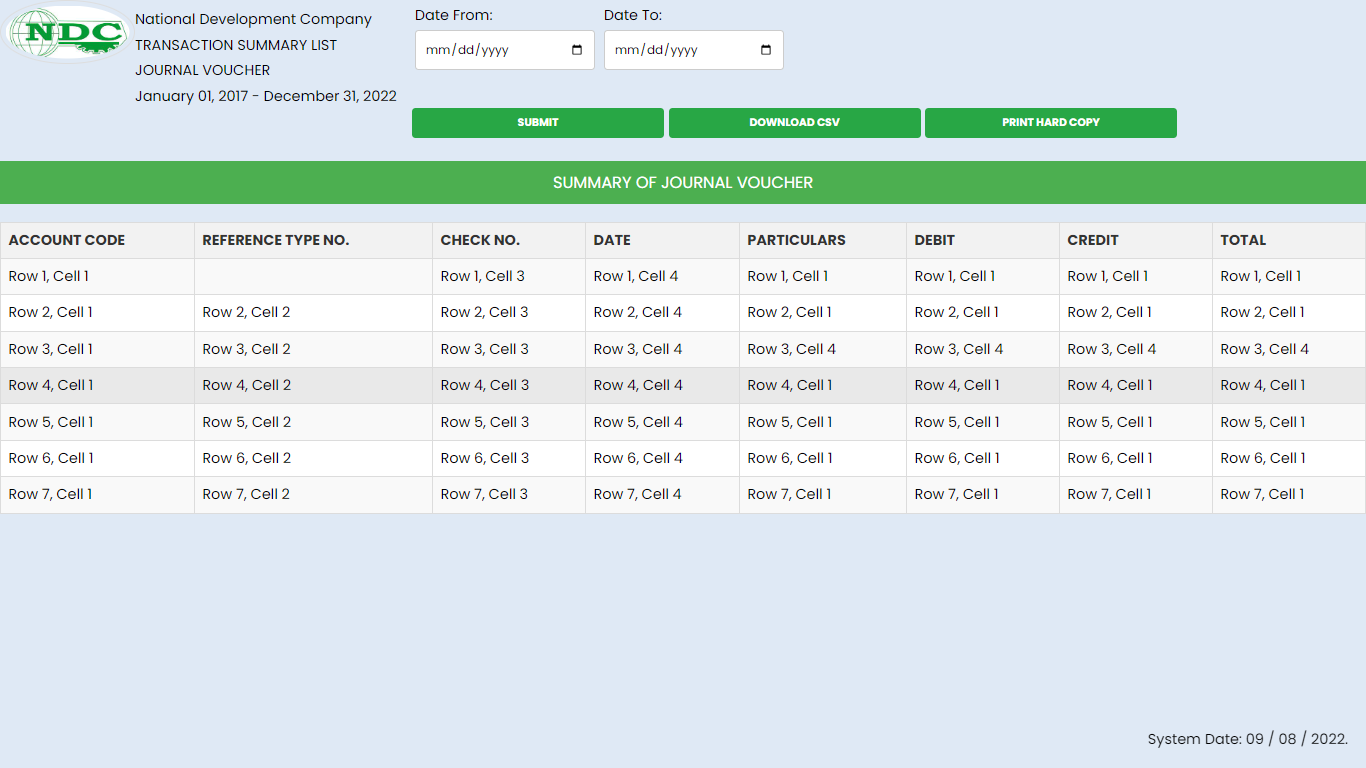 NDC
National Development Company
TRANSACTION SUMMARY LIST
JOURNAL VOUCHER
January 01, 2017 - December 31, 2022
Date From: Date To:
mm/dd/yyyy mm/dd/yyyy
SUBMIT DOWNLOAD CSV PRINT HARD COPY
SUMMARY OF JOURNAL VOUCHER
ACCOUNT CODE REFERENCE TYPE NO. CHECK NO. DATE PARTICULARS DEBIT CREDIT TOTAL
Row 1, Cell 1 Row 1, Cell 3 Row 1, Cell 4 Row 1, Cell 1 Row 1, Cell 1 Row 1, Cell 1 Row 1, Cell 1
Row 2, Cell 1 Row 2, Cell 2 Row 2, Cell 3 Row 2, Cell 4 Row 2, Cell 1 Row 2, Cell 1 Row 2, Cell 1 Row 2, Cell 1
Row 3, Cell 1 Row 3, Cell 2 Row 3, Cell 3 Row 3, Cell 4 Row 3, Cell 4 Row 3, Cell 4 Row 3, Cell 4 Row 3, Cell 4
Row 4, Cell 1 Row 4, Cell 2 Row 4, Cell 3 Row 4, Cell 4 Row 4, Cell 1 Row 4, Cell 1 Row 4, Cell 1 Row 4, Cell 1
Row 5, Cell 1 Row 5, Cell 2 Row 5, Cell 3 Row 5, Cell 4 Row 5, Cell 1 Row 5, Cell 1 Row 5, Cell 1 Row 5, Cell 1
Row 6, Cell 1 Row 6, Cell 2 Row 6, Cell 3 Row 6, Cell 4 Row 6, Cell 1 Row 6, Cell 1 Row 6, Cell 1 Row 6, Cell 1
Row 7, Cell 1 Row 7, Cell 2 Row 7, Cell 3 Row 7, Cell 4 Row 7, Cell 1 Row 7, Cell 1 Row 7, Cell 1 Row 7, Cell 1
System Date: 09 / 08 / 2022.